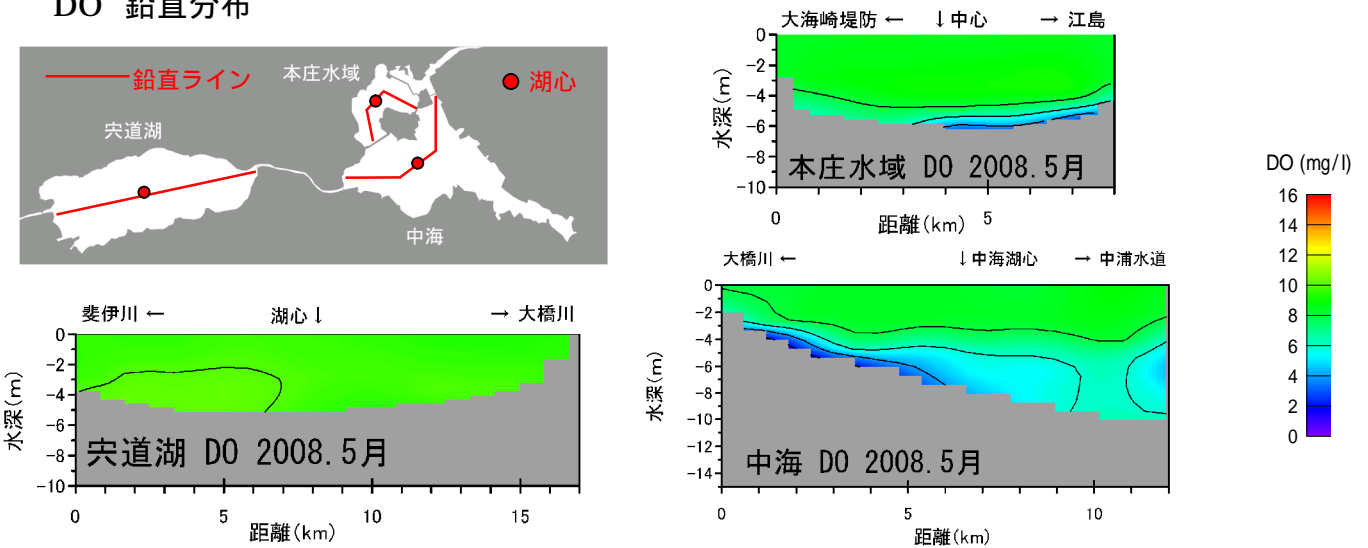 DO 鉛直分布
鉛直ライン
本庄水域
湖心
宍道湖
中海
大海崎堤防 ← ↓中心 → 江島
0
-2
-4
-6
-8
-10
水深(m)
本庄水域 DO 2008.5月
0 5
距離(km)
DO (mg/l)
16
14
12
10
8
6
4
2
0
斐伊川 ← 湖心↓ → 大橋川
0
-2
-4
-6
-8
-10
水深(m)
宍道湖 DO 2008.5月
0 5 10 15
距離(km)
大橋川 ← ↓中海湖心 → 中浦水道
0
-2
-4
-6
-8
-10
-12
-14
水深(m)
中海 DO 2008.5月
0 5 10
距離(km)